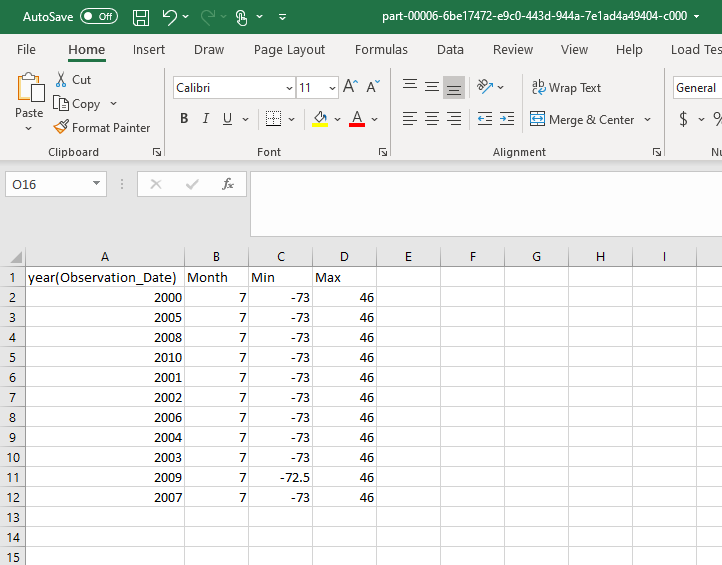 AutoSave Off part-00006-6be17472-e9c0-443d-944a-7e1ad4a49404-c000
File Home Insert Draw Page Layout Formulas Data Review View Help Load Tes
Cut
Copy
Format Painter
Paste
Clipboard
Calibri 11 A A
B I U A
Font
ab Wrap Text
Merge & Center
Alignment
General
$ %
Nu
O16 fx
A B C D E F G H I
1 year(Observation_Date) Month Min Max
2 2000 7 -73 46
3 2005 7 -73 46
4 2008 7 -73 46
5 2010 7 -73 46
6 2001 7 -73 46
7 2002 7 -73 46
8 2006 7 -73 46
9 2004 7 -73 46
10 2003 7 -73 46
11 2009 7 -72.5 46
12 2007 7 -73 46
13
14
15